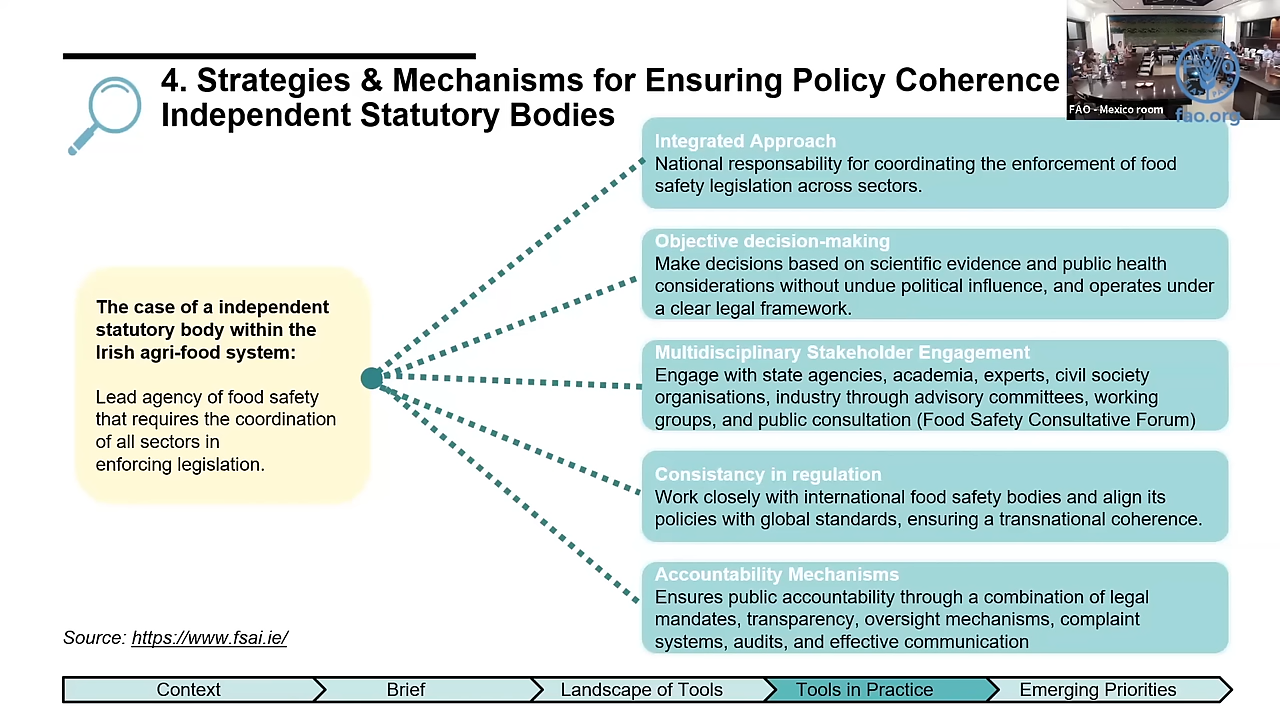 4. Strategies & Mechanisms for Ensuring Policy Coherence
Independent Statutory Bodies
FAO - Mexico room
fao.org
Integrated Approach
National responsability for coordinating the enforcement of food
safety legislation across sectors.
Objective decision-making
Make decisions based on scientific evidence and public health
considerations without undue political influence, and operates under
a clear legal framework.
The case of a independent
statutory body within the
Irish agri-food system:
Lead agency of food safety
that requires the coordination
of all sectors in
enforcing legislation.
Multidisciplinary Stakeholder Engagement
Engage with state agencies, academia, experts, civil society
organisations, industry through advisory committees, working
groups, and public consultation (Food Safety Consultative Forum)
Consistancy in regulation
Work closely with international food safety bodies and align its
policies with global standards, ensuring a transnational coherence.
Accountability Mechanisms
Ensures public accountability through a combination of legal
mandates, transparency, oversight mechanisms, complaint
systems, audits, and effective communication
Source: https://www.fsai.ie/
Context
Brief
Landscape of Tools
Tools in Practice
Emerging Priorities